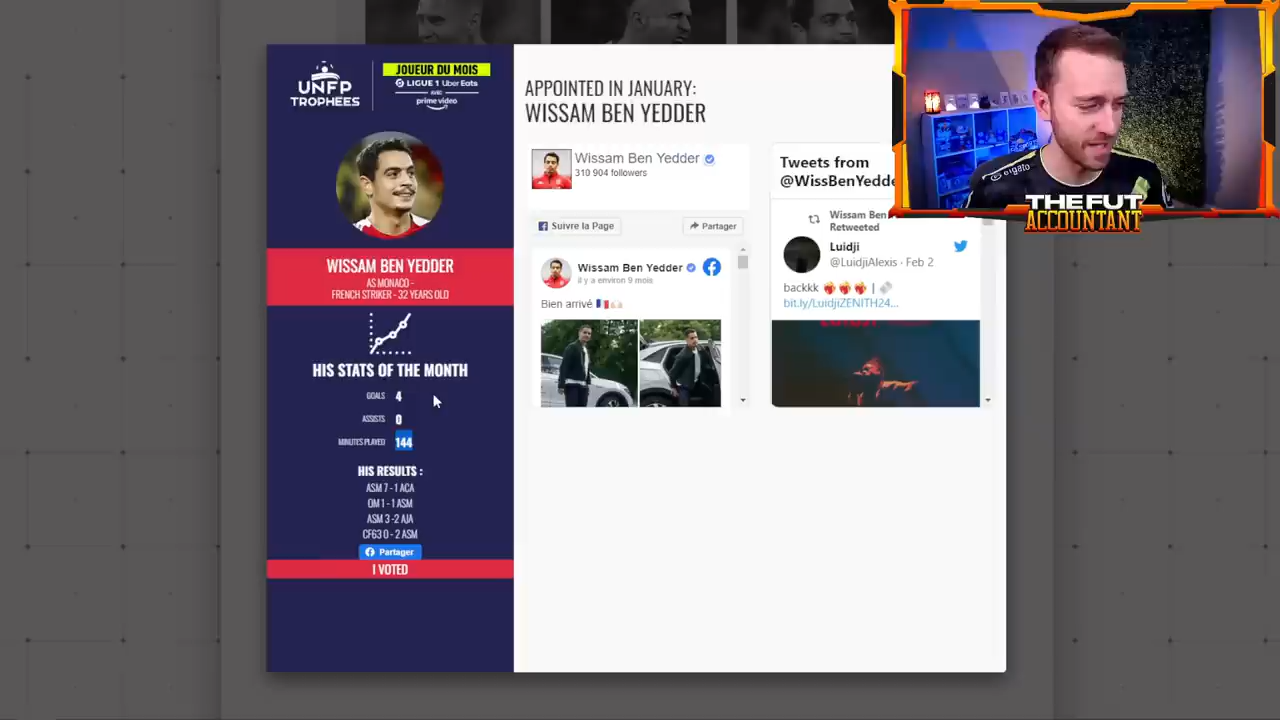 UNFP
TROPHEES
JOUEUR DU MOIS
LIGUE 1 Uber Eats
AVEC
prime video
WISSAM BEN YEDDER
AS MONACO -
FRENCH STRIKER - 32 YEARS OLD
HIS STATS OF THE MONTH
GOALS 4
ASSISTS 0
MINUTES PLAYED 144
HIS RESULTS :
ASM 7 - 1 ACA
OM 1 - 1 ASM
ASM 3 -2 AJA
CF63 0 - 2 ASM
Partager
I VOTED
APPOINTED IN JANUARY:
WISSAM BEN YEDDER
Wissam Ben Yedder
310 904 followers
Suivre la Page
Partager
Wissam Ben Yedder
il y a environ 9 mois
Bien arrivé
Tweets from
@WissBenYedde
Wissam Ben
Retweeted
Luidji
@LuidjiAlexis · Feb 2
backkk |
bit.ly/LuidjiZENITH24...
elgato
THE FUT
ACCOUNTANT